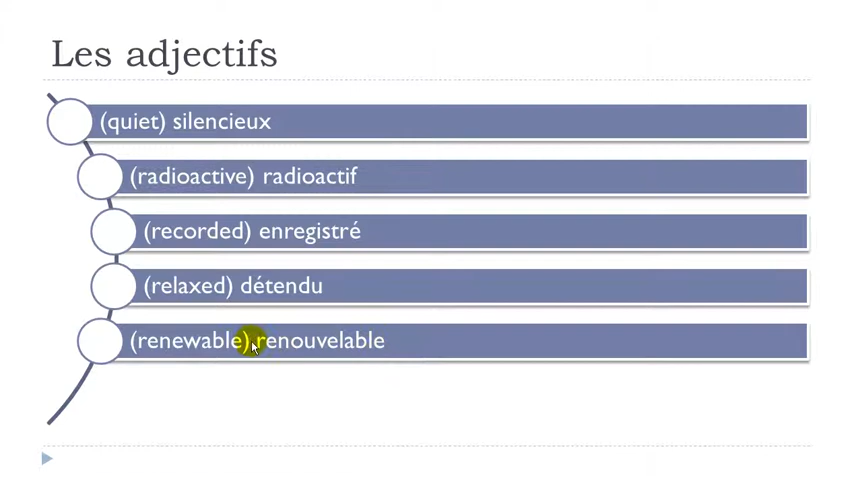 Les adjectifs
(quiet) silencieux
(radioactive) radioactif
(recorded) enregistré
(relaxed) détendu
(renewable) renouvelable